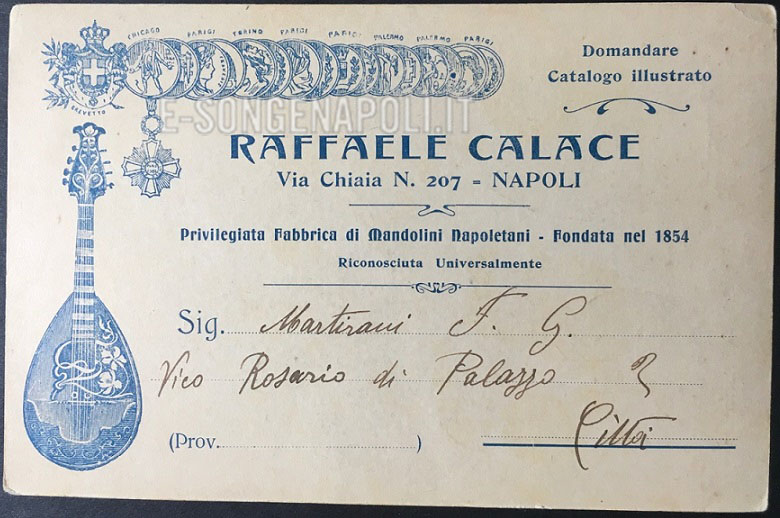 CHICAGO PARIGI TORINO PARIGI PARIGI PALERMO PALERMO PARIGI
BREVETTO
Domandare
Catalogo illustrato
E-SONGENAPOLI.IT
RAFFAELE CALACE
Via Chiaia N. 207 = NAPOLI
Privilegiata Fabbrica di Mandolini Napoletani - Fondata nel 1854
Riconosciuta Universalmente
Sig. Martirani F. G.
Vico Rosario di Palazzo 2
(Prov. ) Città